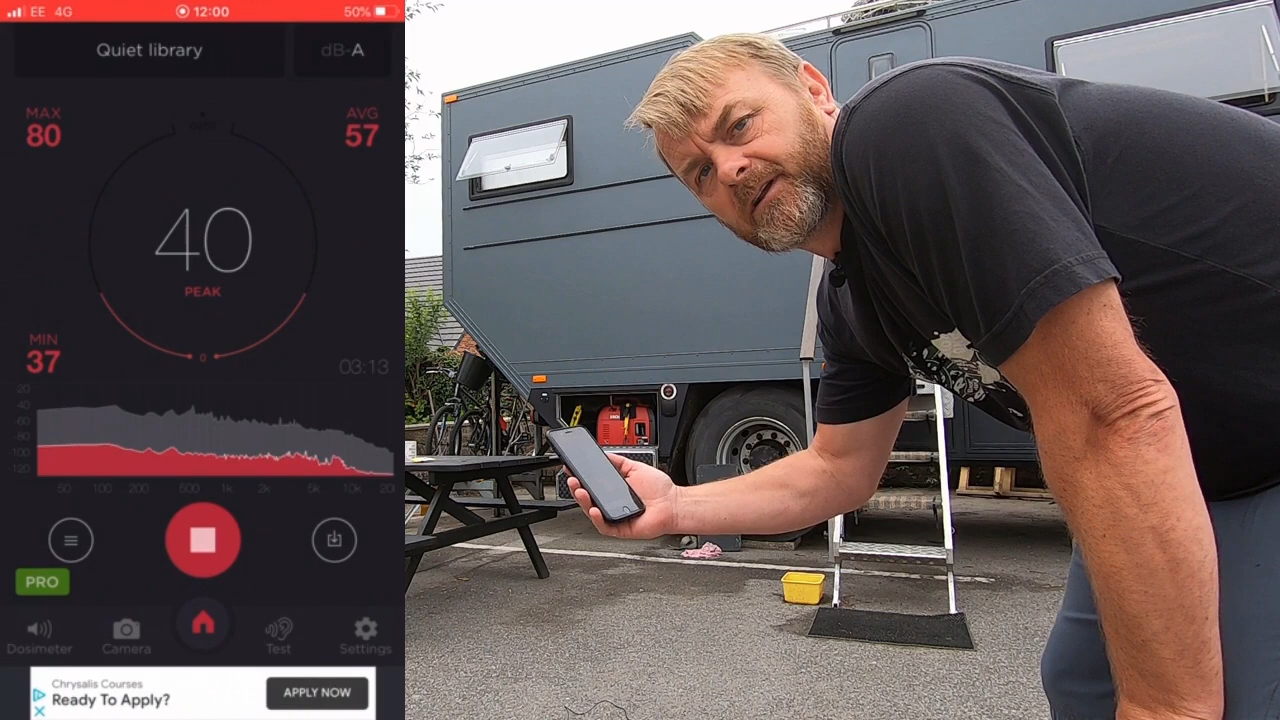 EE 4G 12:00 50%
Quiet library dB-A
MAX AVG
80 57
40
PEAK
0
MIN
37 03:13
20
40
60
80
100
120
50 100 200 500 1k 2k 5k 10k 20
PRO
Dosimeter Camera Test Settings
Chrysalis Courses
Ready To Apply? APPLY NOW